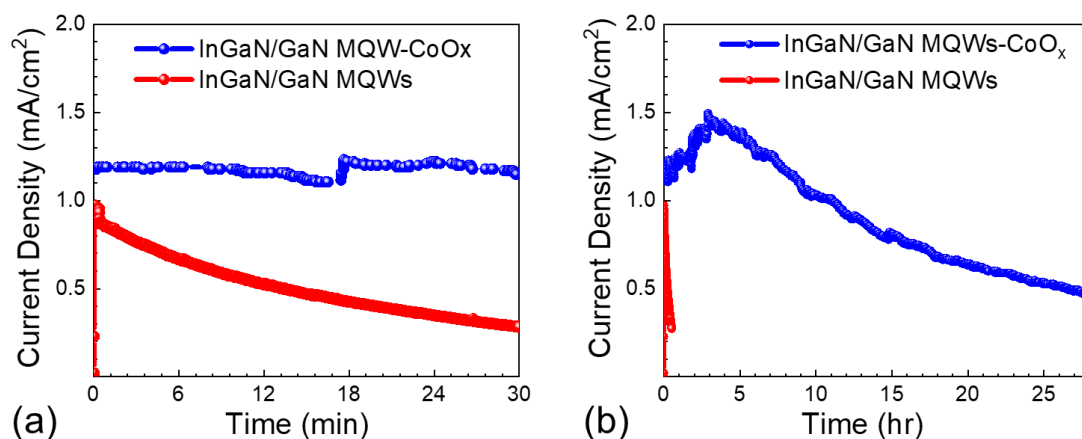 2.0
InGaN/GaN MQW-CoOx
InGaN/GaN MQWs
1.5
1.0
0.5
Current Density (mA/cm²)
0 6 12 18 24 30
Time (min)
(a)
2.0
InGaN/GaN MQWs-CoOₓ
InGaN/GaN MQWs
1.5
1.0
0.5
Current Density (mA/cm²)
0 5 10 15 20 25
Time (hr)
(b)